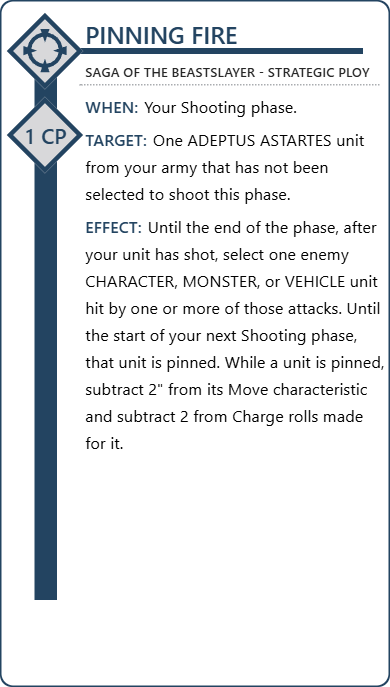 PINNING FIRE
SAGA OF THE BEASTSLAYER - STRATEGIC PLOY
1 CP
WHEN: Your Shooting phase.
TARGET: One ADEPTUS ASTARTES unit
from your army that has not been
selected to shoot this phase.
EFFECT: Until the end of the phase, after
your unit has shot, select one enemy
CHARACTER, MONSTER, or VEHICLE unit
hit by one or more of those attacks. Until
the start of your next Shooting phase,
that unit is pinned. While a unit is pinned,
subtract 2" from its Move characteristic
and subtract 2 from Charge rolls made
for it.